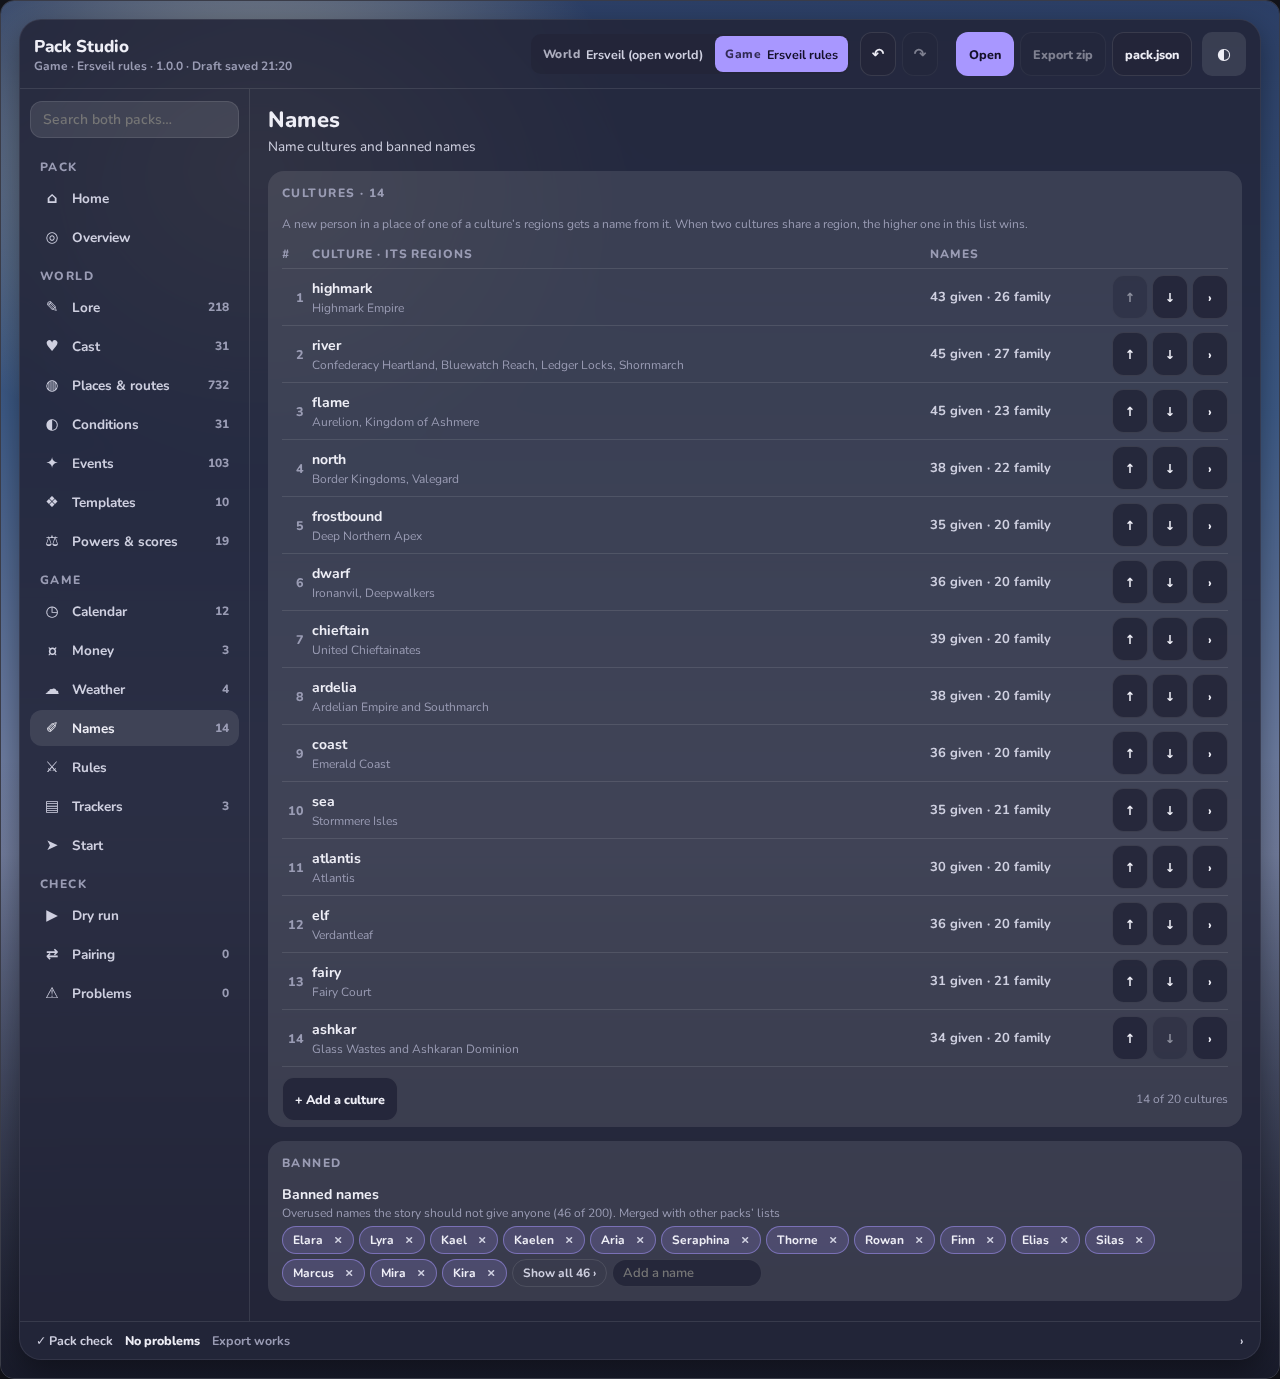 Pack Studio
Game · Ersveil rules · 1.0.0 · Draft saved 21:20
World Ersveil (open world) Game Ersveil rules
Open Export zip pack.json
Search both packs...
PACK
Home
Overview
WORLD
Lore 218
Cast 31
Places & routes 732
Conditions 31
Events 103
Templates 10
Powers & scores 19
GAME
Calendar 12
Money 3
Weather 4
Names 14
Rules
Trackers 3
Start
CHECK
Dry run
Pairing 0
Problems 0
Names
Name cultures and banned names
CULTURES · 14
A new person in a place of one of a culture's regions gets a name from it. When two cultures share a region, the higher one in this list wins.
# CULTURE · ITS REGIONS NAMES
1 highmark 43 given · 26 family
Highmark Empire
2 river 45 given · 27 family
Confederacy Heartland, Bluewatch Reach, Ledger Locks, Shornmarch
3 flame 45 given · 23 family
Aurelion, Kingdom of Ashmere
4 north 38 given · 22 family
Border Kingdoms, Valegard
5 frostbound 35 given · 20 family
Deep Northern Apex
6 dwarf 36 given · 20 family
Ironanvil, Deepwalkers
7 chieftain 39 given · 20 family
United Chieftainates
8 ardelia 38 given · 20 family
Ardelian Empire and Southmarch
9 coast 36 given · 20 family
Emerald Coast
10 sea 35 given · 21 family
Stormmere Isles
11 atlantis 30 given · 20 family
Atlantis
12 elf 36 given · 20 family
Verdantleaf
13 fairy 31 given · 21 family
Fairy Court
14 ashkar 34 given · 20 family
Glass Wastes and Ashkaran Dominion
+ Add a culture 14 of 20 cultures
BANNED
Banned names
Overused names the story should not give anyone (46 of 200). Merged with other packs' lists
Elara × Lyra × Kael × Kaelen × Aria × Seraphina × Thorne × Rowan × Finn × Elias × Silas ×
Marcus × Mira × Kira × Show all 46 › Add a name
✓ Pack check No problems Export works ›